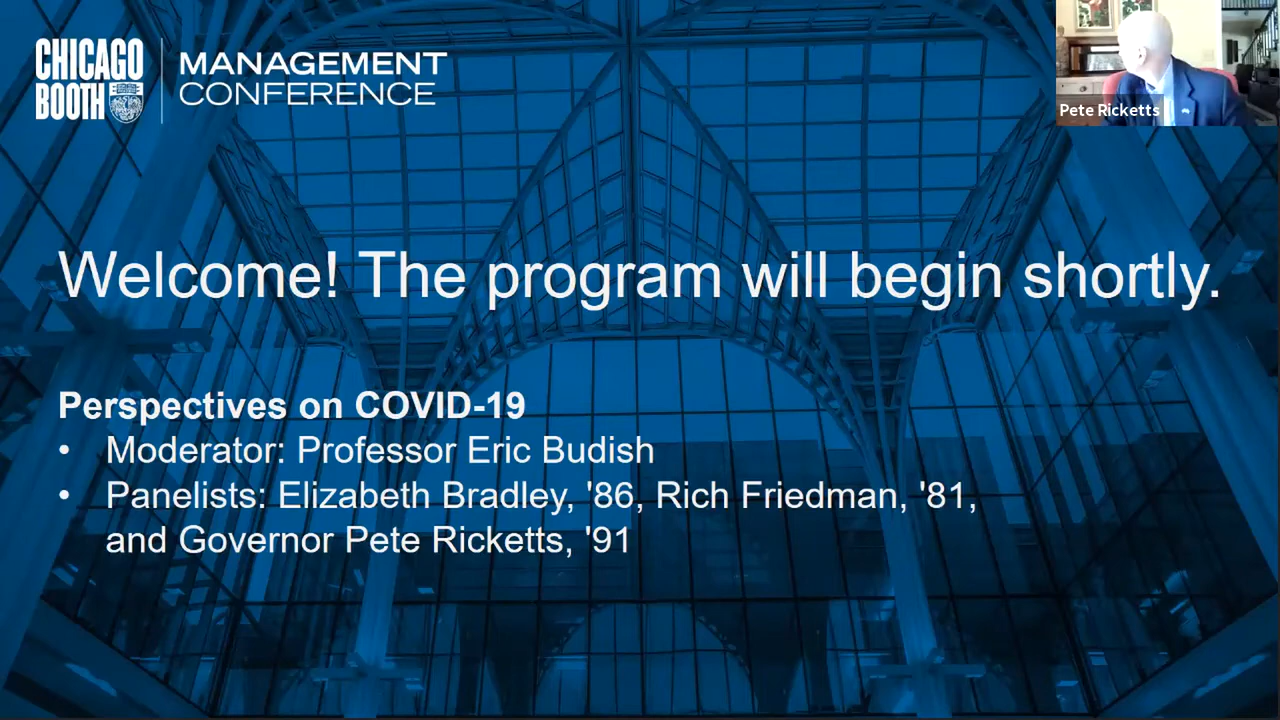 CHICAGO
BOOTH
MANAGEMENT
CONFERENCE
Pete Ricketts
Welcome! The program will begin shortly.
Perspectives on COVID-19
• Moderator: Professor Eric Budish
• Panelists: Elizabeth Bradley, '86, Rich Friedman, '81,
and Governor Pete Ricketts, '91